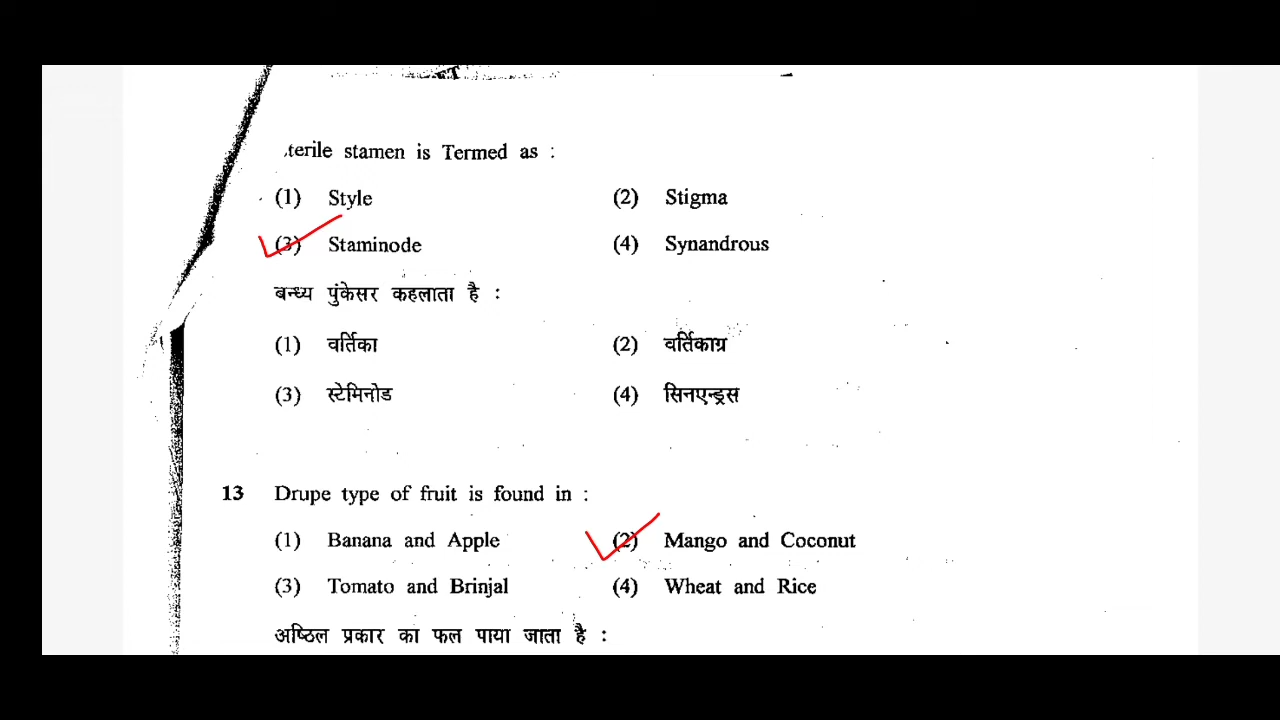 terile stamen is Termed as :
(1) Style (2) Stigma
(3) Staminode (4) Synandrous
बन्ध्य पुंकेसर कहलाता है :
(1) वर्तिका (2) वर्तिकाग्र
(3) स्टेमिनोड (4) सिनएन्ड्रस
13 Drupe type of fruit is found in :
(1) Banana and Apple (2) Mango and Coconut
(3) Tomato and Brinjal (4) Wheat and Rice
अष्ठिल प्रकार का फल पाया जाता है :